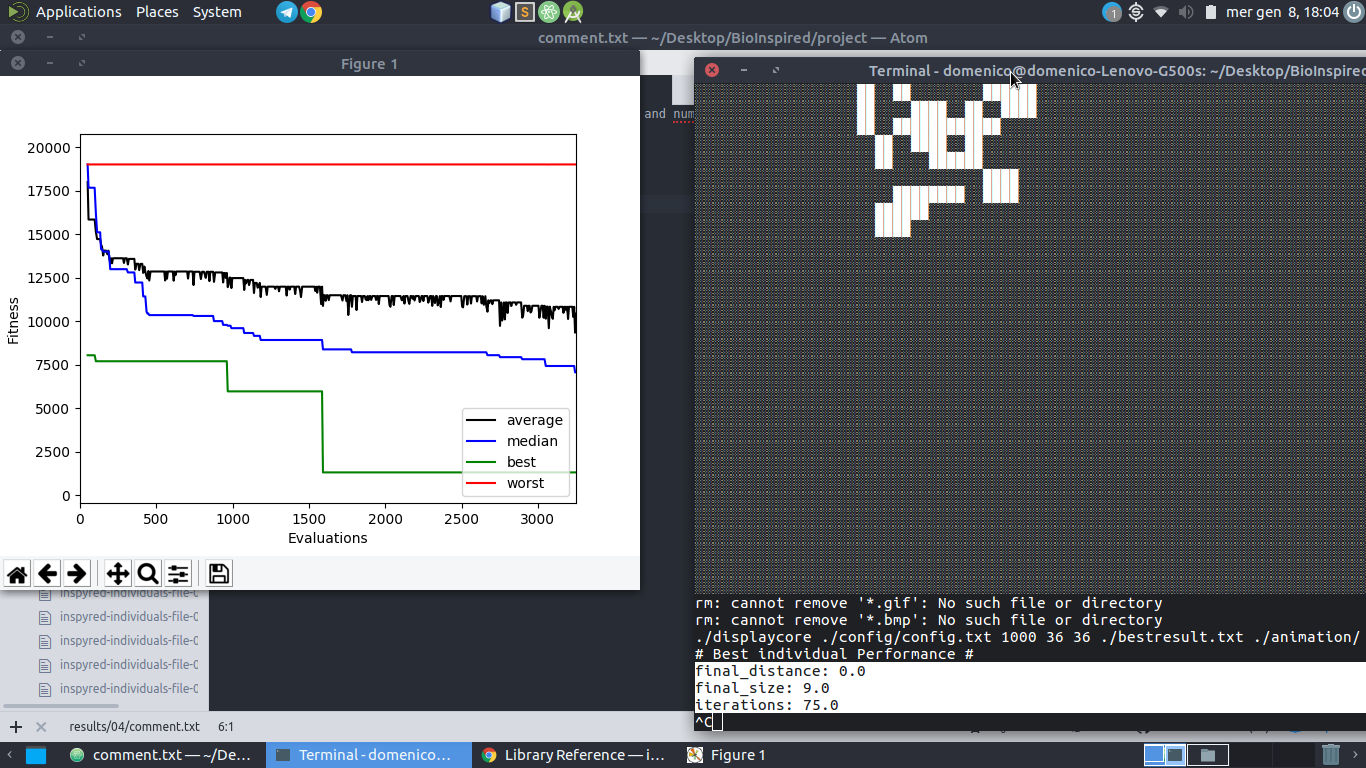 Applications Places System
S
1
mer gen 8, 18:04
comment.txt — ~/Desktop/BioInspired/project — Atom
Figure 1
Terminal - domenico@domenico-Lenovo-G500s: ~/Desktop/BioInspired
and num
20000
17500
15000
12500
10000
7500
5000
2500
0
Fitness
average
median
best
worst
0 500 1000 1500 2000 2500 3000
Evaluations
inspyred-individuals-file-0
inspyred-individuals-file-0
inspyred-individuals-file-0
inspyred-individuals-file-0
inspyred-individuals-file-0
rm: cannot remove '*.gif': No such file or directory
rm: cannot remove '*.bmp': No such file or directory
./displaycore ./config/config.txt 1000 36 36 ./bestresult.txt ./animation/
# Best individual Performance #
final_distance: 0.0
final_size: 9.0
iterations: 75.0
^C
results/04/comment.txt 6:1
comment.txt — ~/De...
Terminal - domenico...
Library Reference — i...
Figure 1